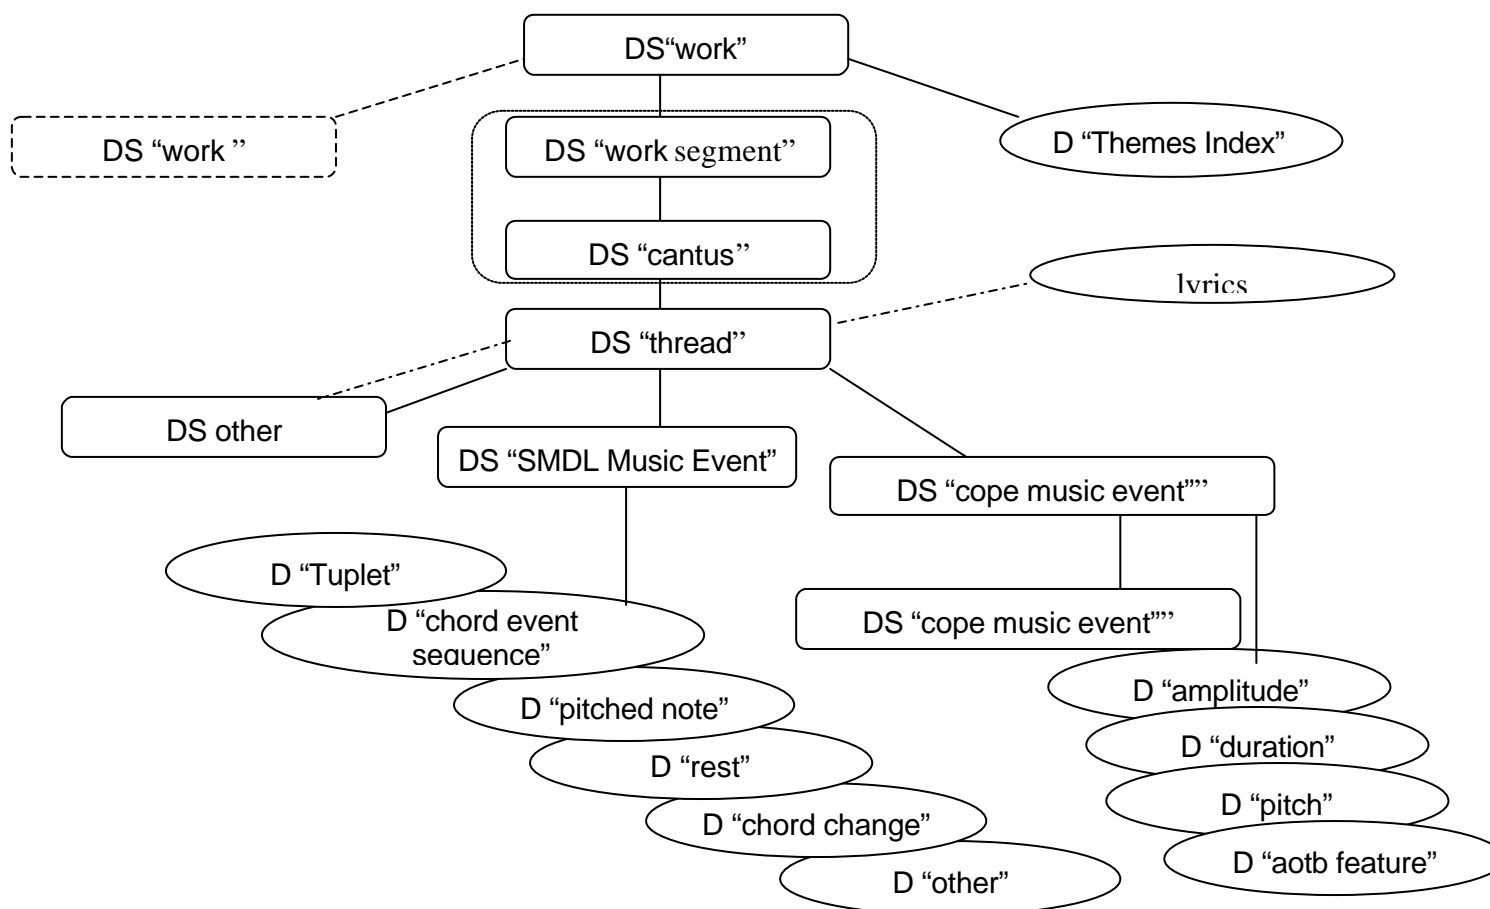 DS“work”
DS “work ”
DS “work segment”
D “Themes Index”
DS “cantus”
lyrics
DS “thread”
DS other
DS “SMDL Music Event”
DS “cope music event””
D “Tuplet”
D “chord event
sequence”
DS “cope music event””
D “amplitude”
D “pitched note”
D “duration”
D “rest”
D “pitch”
D “chord change”
D “aotb feature”
D “other”